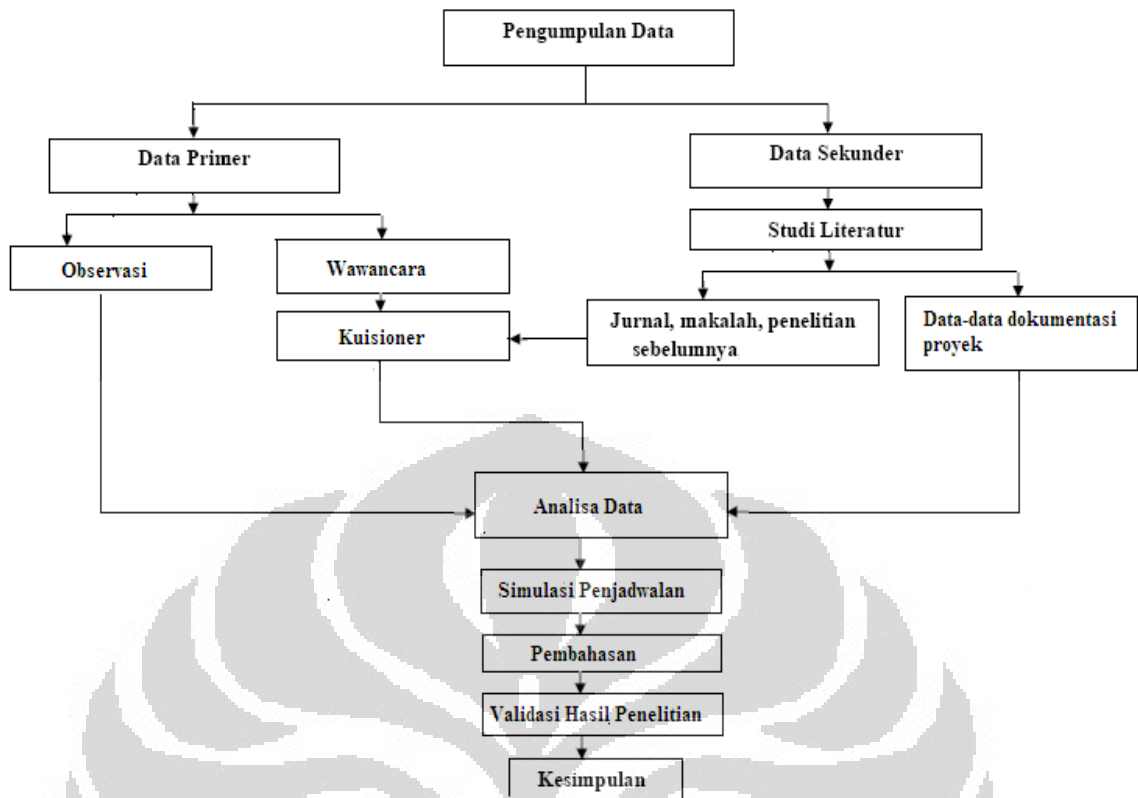 Pengumpulan Data
Data Primer
Data Sekunder
Studi Literatur
Observasi
Wawancara
Kuisioner
Jurnal, makalah, penelitian
sebelumnya
Data-data dokumentasi
proyek
Analisa Data
Simulasi Penjadwalan
Pembahasan
Validasi Hasil Penelitian
Kesimpulan